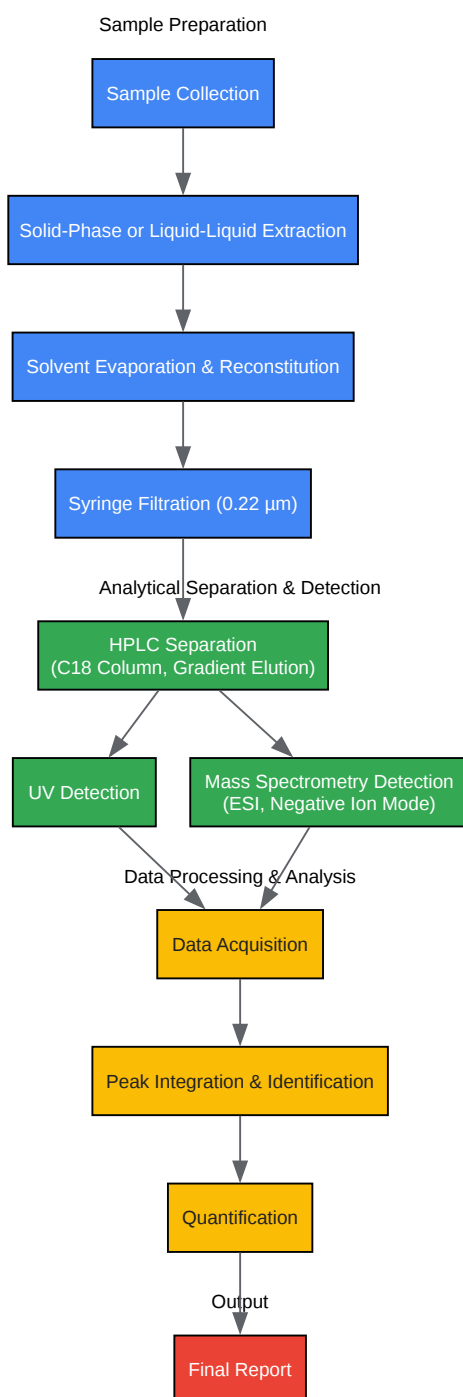 Sample Preparation
Sample Collection
Solid-Phase or Liquid-Liquid Extraction
Solvent Evaporation & Reconstitution
Syringe Filtration (0.22 µm)
Analytical Separation & Detection
HPLC Separation
(C18 Column, Gradient Elution)
UV Detection
Mass Spectrometry Detection
(ESI, Negative Ion Mode)
Data Processing & Analysis
Data Acquisition
Peak Integration & Identification
Quantification
Output
Final Report